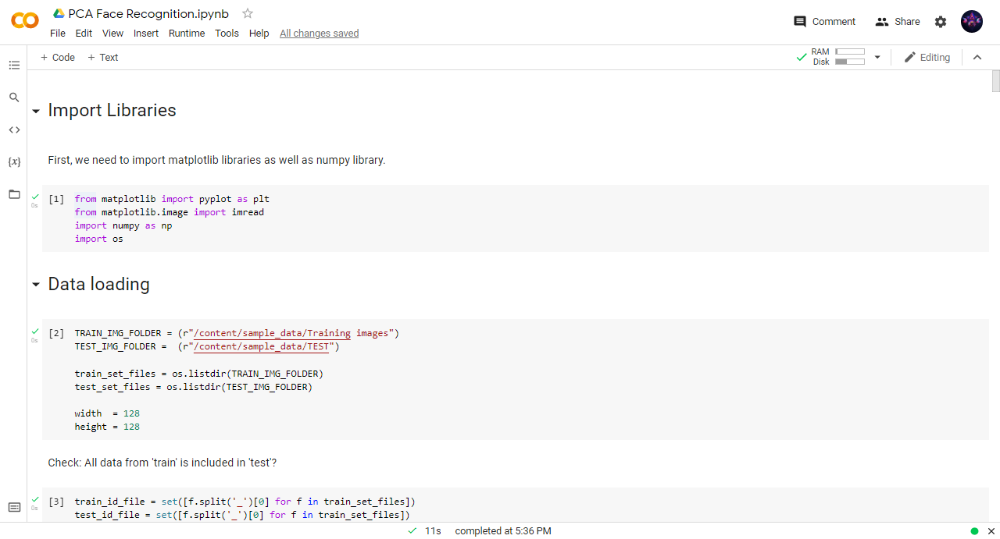 PCA Face Recognition.ipynb
File Edit View Insert Runtime Tools Help All changes saved
Comment Share
+ Code + Text
RAM
Disk
Editing
Import Libraries
{x}
First, we need to import matplotlib libraries as well as numpy library.
0s
[1] from matplotlib import pyplot as plt
from matplotlib.image import imread
import numpy as np
import os
Data loading
0s
[2] TRAIN_IMG_FOLDER = (r"/content/sample_data/Training images")
TEST_IMG_FOLDER =  (r"/content/sample_data/TEST")
train_set_files = os.listdir(TRAIN_IMG_FOLDER)
test_set_files = os.listdir(TEST_IMG_FOLDER)
width  = 128
height = 128
Check: All data from 'train' is included in 'test'?
0s
[3] train_id_file = set([f.split('_')[0] for f in train_set_files])
test_id_file = set([f.split('_')[0] for f in test_set_files])
11s completed at 5:36 PM